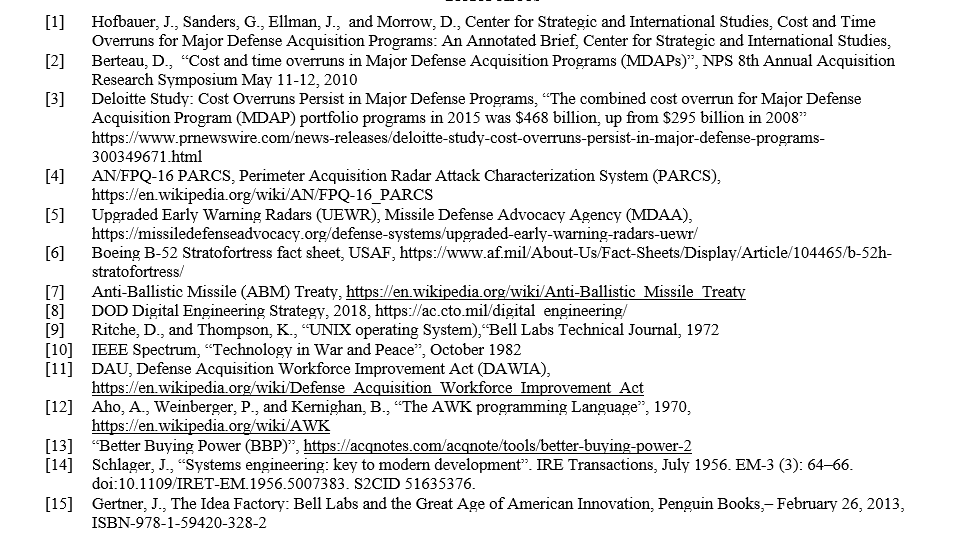 [1] Hofbauer, J., Sanders, G., Ellman, J., and Morrow, D., Center for Strategic and International Studies, Cost and Time
Overruns for Major Defense Acquisition Programs: An Annotated Brief, Center for Strategic and International Studies,
[2] Berteau, D., “Cost and time overruns in Major Defense Acquisition Programs (MDAPs)”, NPS 8th Annual Acquisition
Research Symposium May 11-12, 2010
[3] Deloitte Study: Cost Overruns Persist in Major Defense Programs, “The combined cost overrun for Major Defense
Acquisition Program (MDAP) portfolio programs in 2015 was $468 billion, up from $295 billion in 2008”
https://www.prnewswire.com/news-releases/deloitte-study-cost-overruns-persist-in-major-defense-programs-
300349671.html
[4] AN/FPQ-16 PARCS, Perimeter Acquisition Radar Attack Characterization System (PARCS),
https://en.wikipedia.org/wiki/AN/FPQ-16_PARCS
[5] Upgraded Early Warning Radars (UEWR), Missile Defense Advocacy Agency (MDAA),
https://missiledefenseadvocacy.org/defense-systems/upgraded-early-warning-radars-uewr/
[6] Boeing B-52 Stratofortress fact sheet, USAF, https://www.af.mil/About-Us/Fact-Sheets/Display/Article/104465/b-52h-
stratofortress/
[7] Anti-Ballistic Missile (ABM) Treaty, https://en.wikipedia.org/wiki/Anti-Ballistic_Missile_Treaty
[8] DOD Digital Engineering Strategy, 2018, https://ac.cto.mil/digital_engineering/
[9] Ritche, D., and Thompson, K., “UNIX operating System),“Bell Labs Technical Journal, 1972
[10] IEEE Spectrum, “Technology in War and Peace”, October 1982
[11] DAU, Defense Acquisition Workforce Improvement Act (DAWIA),
https://en.wikipedia.org/wiki/Defense_Acquisition_Workforce_Improvement_Act
[12] Aho, A., Weinberger, P., and Kernighan, B., “The AWK programming Language”, 1970,
https://en.wikipedia.org/wiki/AWK
[13] “Better Buying Power (BBP)”, https://acqnotes.com/acqnote/tools/better-buying-power-2
[14] Schlager, J., “Systems engineering: key to modern development”. IRE Transactions, July 1956. EM-3 (3): 64–66.
doi:10.1109/IRET-EM.1956.5007383. S2CID 51635376.
[15] Gertner, J., The Idea Factory: Bell Labs and the Great Age of American Innovation, Penguin Books,– February 26, 2013,
ISBN-978-1-59420-328-2